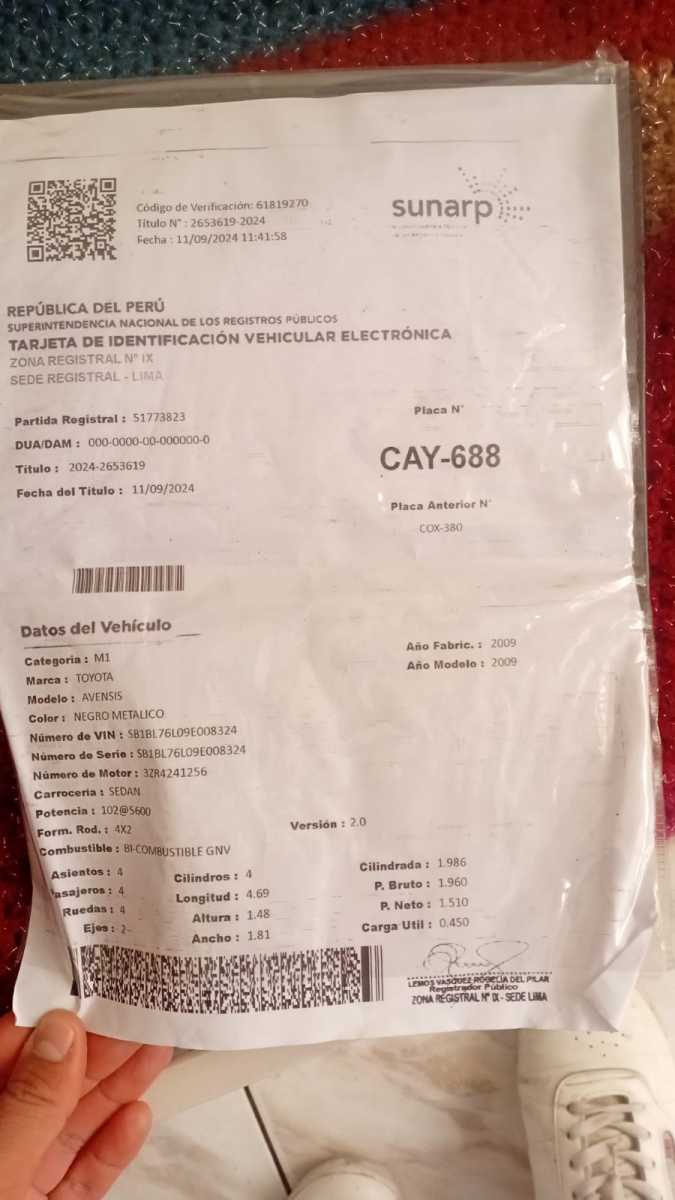 Código de Verificación: 61819270
Título N° : 2653619-2024
Fecha : 11/09/2024 11:41:58
sunarp
REPÚBLICA DEL PERÚ
SUPERINTENDENCIA NACIONAL DE LOS REGISTROS PÚBLICOS
TARJETA DE IDENTIFICACIÓN VEHICULAR ELECTRÓNICA
ZONA REGISTRAL N° IX
SEDE REGISTRAL - LIMA
Partida Registral : 51773823
DUA/DAM : 000-0000-00-000000-0
Título : 2024-2653619
Fecha del Título : 11/09/2024
Placa N°
CAY-688
Placa Anterior N°
COX-380
Datos del Vehículo
Categoria : M1
Marca : TOYOTA
Modelo : AVENSIS
Color : NEGRO METALICO
Número de VIN : SB1BL76L09E008324
Número de Serie : SB1BL76L09E008324
Número de Motor : 3ZR4241256
Carrocería : SEDAN
Potencia : 102@5600
Form. Rod. : 4X2
Combustible : BI-COMBUSTIBLE GNV
Año Fabric. : 2009
Año Modelo : 2009
Versión : 2.0
Asientos : 4
asajeros : 4
Ruedas : 4
Ejes : 2
Cilindros : 4
Longitud : 4.69
Altura : 1.48
Ancho : 1.81
Cilindrada : 1.986
P. Bruto : 1.960
P. Neto : 1.510
Carga Util : 0.450
LEMOS VASQUEZ ROGELIA DEL PILAR
Registrador Público
ZONA REGISTRAL N° IX - SEDE LIMA